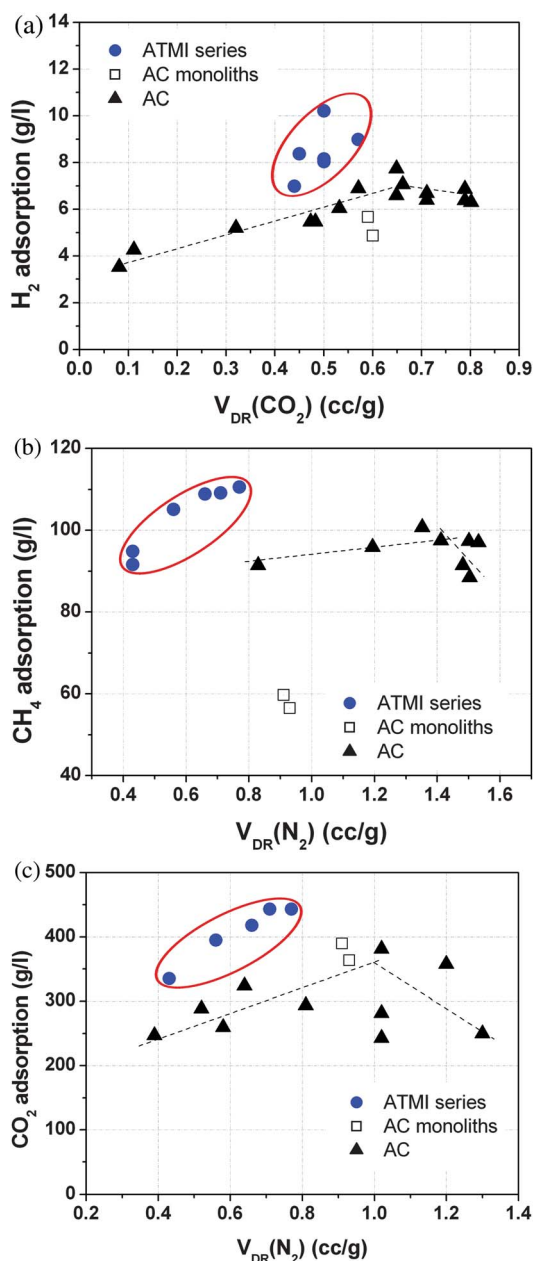 (a)
14
12
10
8
6
4
2
0
H2 adsorption (g/l)
ATMI series
AC monoliths
AC
0.0 0.1 0.2 0.3 0.4 0.5 0.6 0.7 0.8 0.9
VDR(CO2) (cc/g)
(b)
120
100
80
60
40
CH4 adsorption (g/l)
ATMI series
AC monoliths
AC
0.4 0.6 0.8 1.0 1.2 1.4 1.6
VDR(N2) (cc/g)
(c)
500
400
300
200
100
0
CO2 adsorption (g/l)
ATMI series
AC monoliths
AC
0.2 0.4 0.6 0.8 1.0 1.2 1.4
VDR(N2) (cc/g)